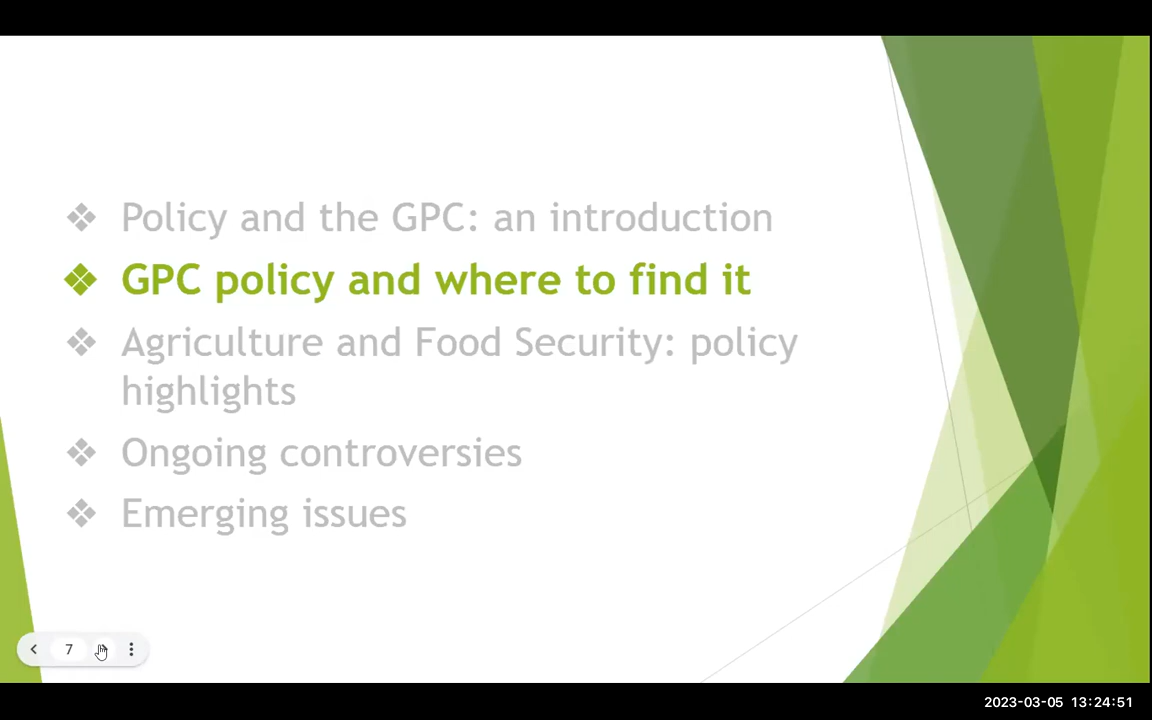 ❖ Policy and the GPC: an introduction
❖ GPC policy and where to find it
❖ Agriculture and Food Security: policy
highlights
❖ Ongoing controversies
❖ Emerging issues
7
2023-03-05 13:24:51